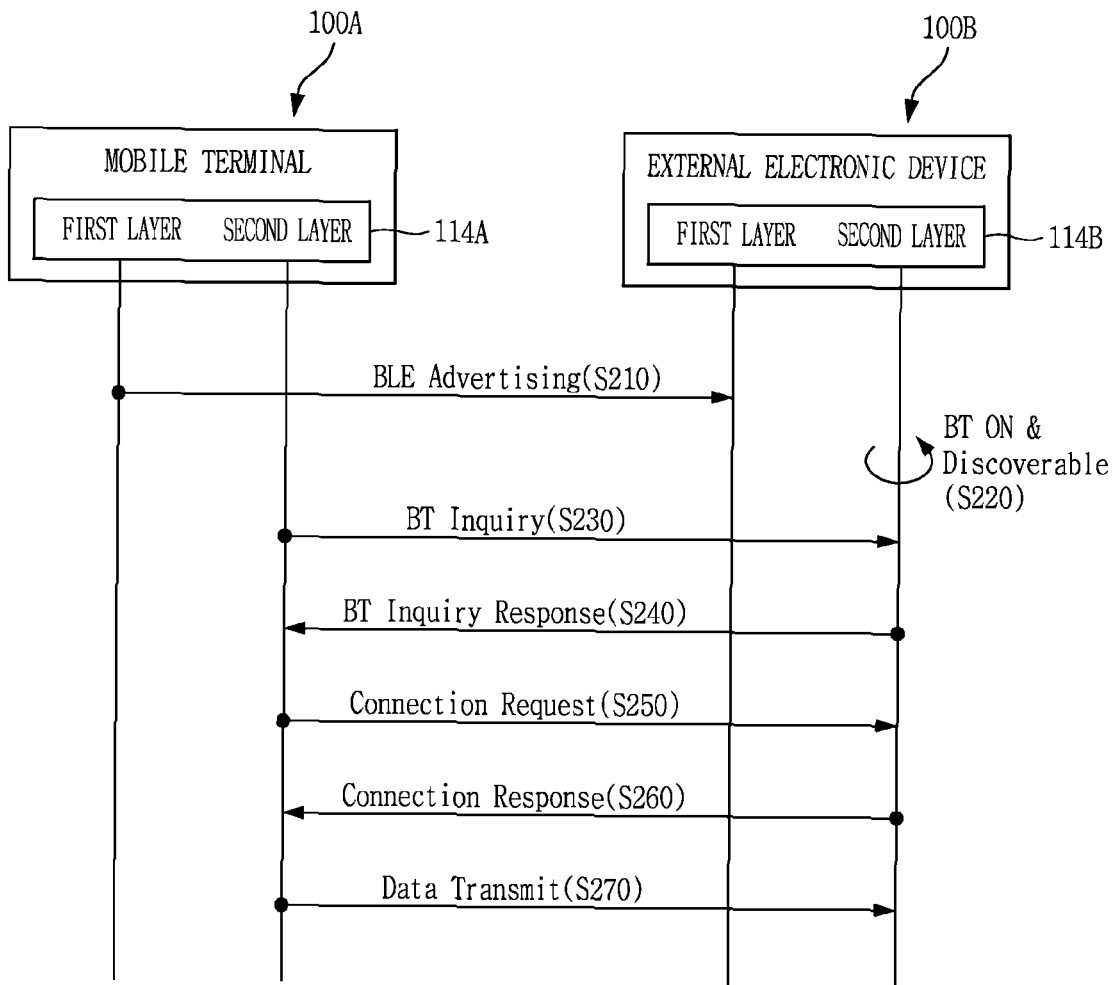 100A
100B
MOBILE TERMINAL
EXTERNAL ELECTRONIC DEVICE
FIRST LAYER SECOND LAYER
114A
FIRST LAYER SECOND LAYER
114B
BLE Advertising(S210)
BT ON &
Discoverable
(S220)
BT Inquiry(S230)
BT Inquiry Response(S240)
Connection Request(S250)
Connection Response(S260)
Data Transmit(S270)